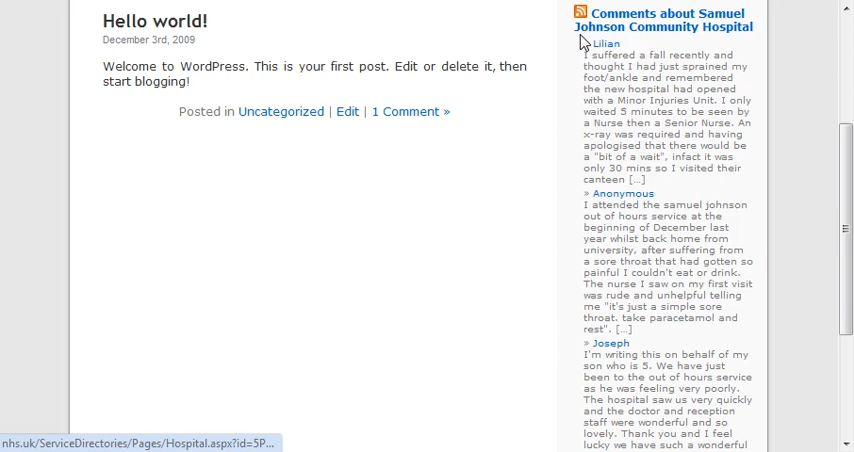 Hello world!
December 3rd, 2009
Welcome to WordPress. This is your first post. Edit or delete it, then
start blogging!
Posted in Uncategorized | Edit | 1 Comment »
Comments about Samuel
Johnson Community Hospital
Lilian
I suffered a fall recently and
thought I had just sprained my
foot/ankle and remembered
the new hospital had opened
with a Minor Injuries Unit. I only
waited 5 minutes to be seen by
a Nurse then a Senior Nurse. An
x-ray was required and having
apologised that there would be
a "bit of a wait", infact it was
only 30 mins so I visited their
canteen [...]
» Anonymous
I attended the samuel johnson
out of hours service at the
beginning of December last
year whilst back home from
university, after suffering from
a sore throat that had gotten so
painful I couldn't eat or drink.
The nurse I saw on my first visit
was rude and unhelpful telling
me "it's just a simple sore
throat. take paracetamol and
rest". [...]
» Joseph
I'm writing this on behalf of my
son who is 5. We have just
been to the out of hours service
as he was feeling very poorly.
The hospital saw us very quickly
and the doctor and reception
staff were wonderful and so
lovely. Thank you and I feel
lucky we have such a wonderful
nhs.uk/ServiceDirectories/Pages/Hospital.aspx?id=5P...